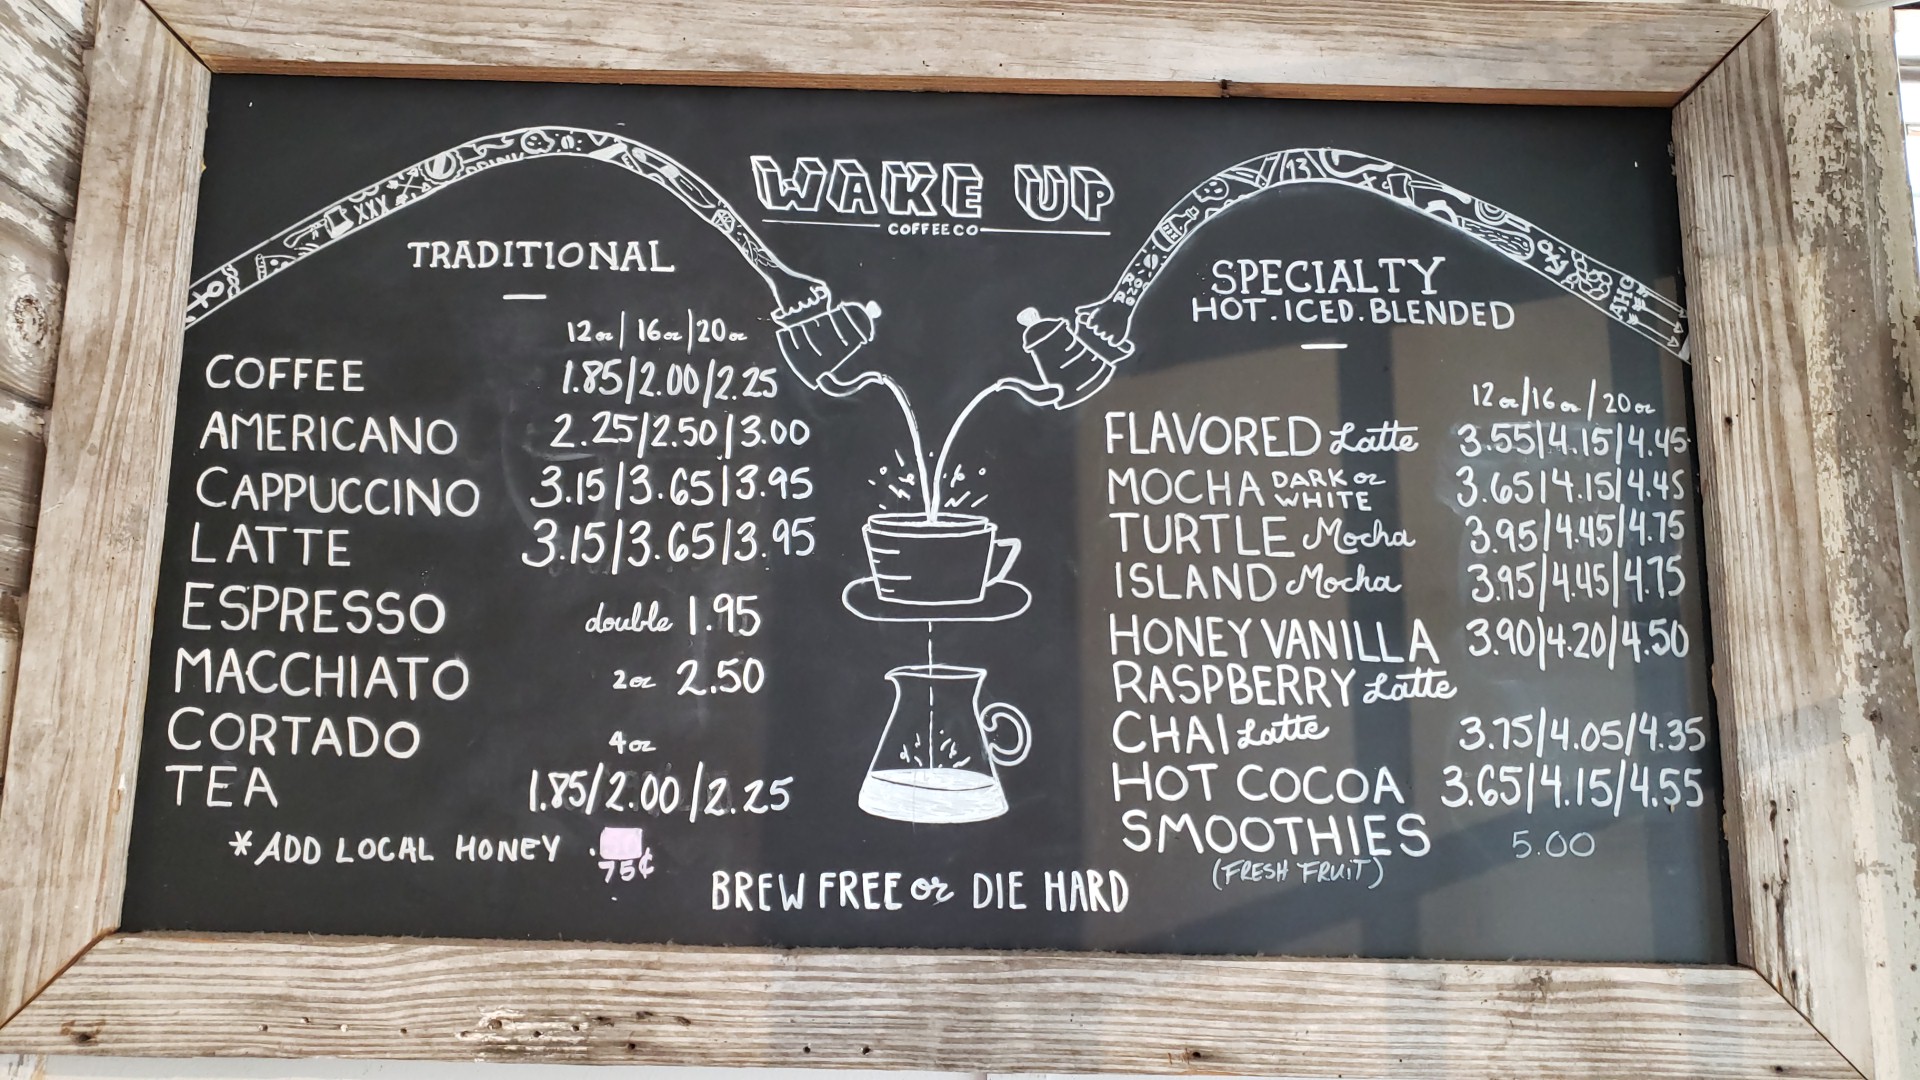 WAKE UP
COFFEE CO
TRADITIONAL
12oz | 16oz | 20oz
COFFEE 1.85/2.00/2.25
AMERICANO 2.25/2.50/3.00
CAPPUCCINO 3.15/3.65/3.95
LATTE 3.15/3.65/3.95
ESPRESSO double 1.95
MACCHIATO 2oz 2.50
CORTADO 4oz
TEA 1.85/2.00/2.25
*ADD LOCAL HONEY .
75¢
SPECIALTY
HOT.ICED.BLENDED
12oz/16oz/20oz
FLAVORED Latte 3.55/4.15/4.45
MOCHA DARK or WHITE 3.65/4.15/4.45
TURTLE Mocha 3.95/4.45/4.75
ISLAND Mocha 3.95/4.45/4.75
HONEY VANILLA 3.90/4.20/4.50
RASPBERRY Latte
CHAI Latte 3.75/4.05/4.35
HOT COCOA 3.65/4.15/4.55
SMOOTHIES 5.00
(FRESH FRUIT)
BREW FREE or DIE HARD
XXX
DRINK
13
AHC